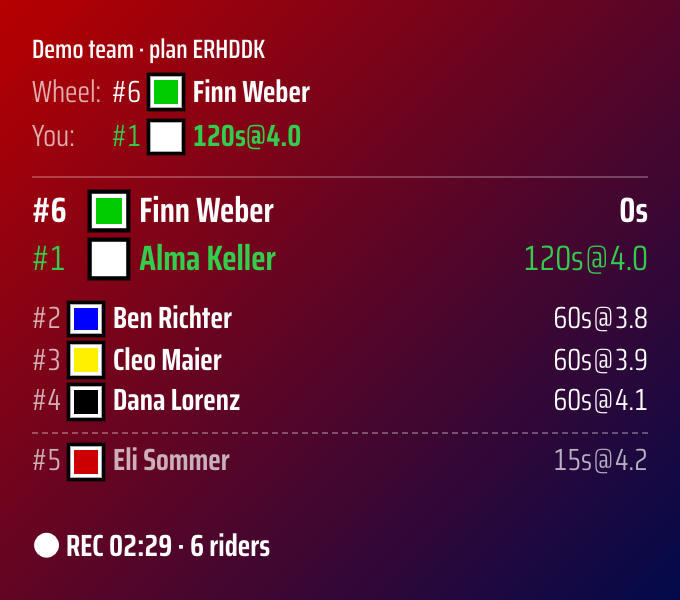 Demo team · plan ERHDDK
Wheel: #6 Finn Weber
You: #1 120s@4.0
#6 Finn Weber 0s
#1 Alma Keller 120s@4.0
#2 Ben Richter 60s@3.8
#3 Cleo Maier 60s@3.9
#4 Dana Lorenz 60s@4.1
#5 Eli Sommer 15s@4.2
REC 02:29 · 6 riders